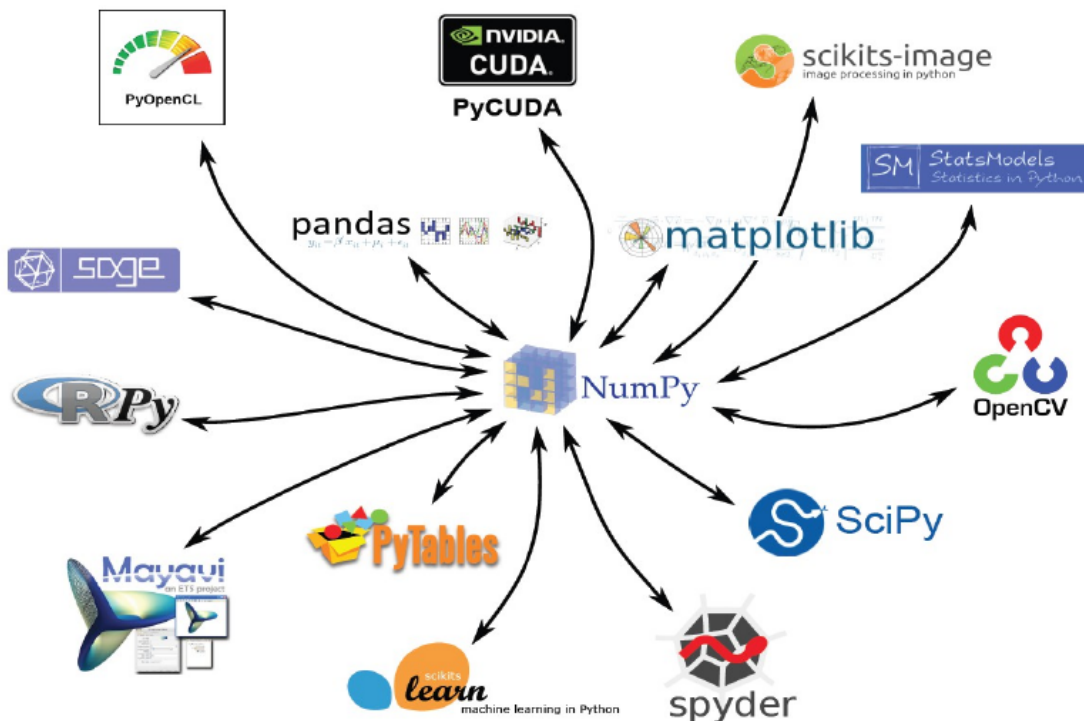 PyOpenCL
NVIDIA.
CUDA.
PyCUDA
scikits-image
image processing in python
SM
StatsModels
Statistics in Python
pandas
matplotlib
sage
NumPy
RPy
OpenCV
PyTables
SciPy
Mayavi
an ETS project
scikits
learn
machine learning in Python
spyder